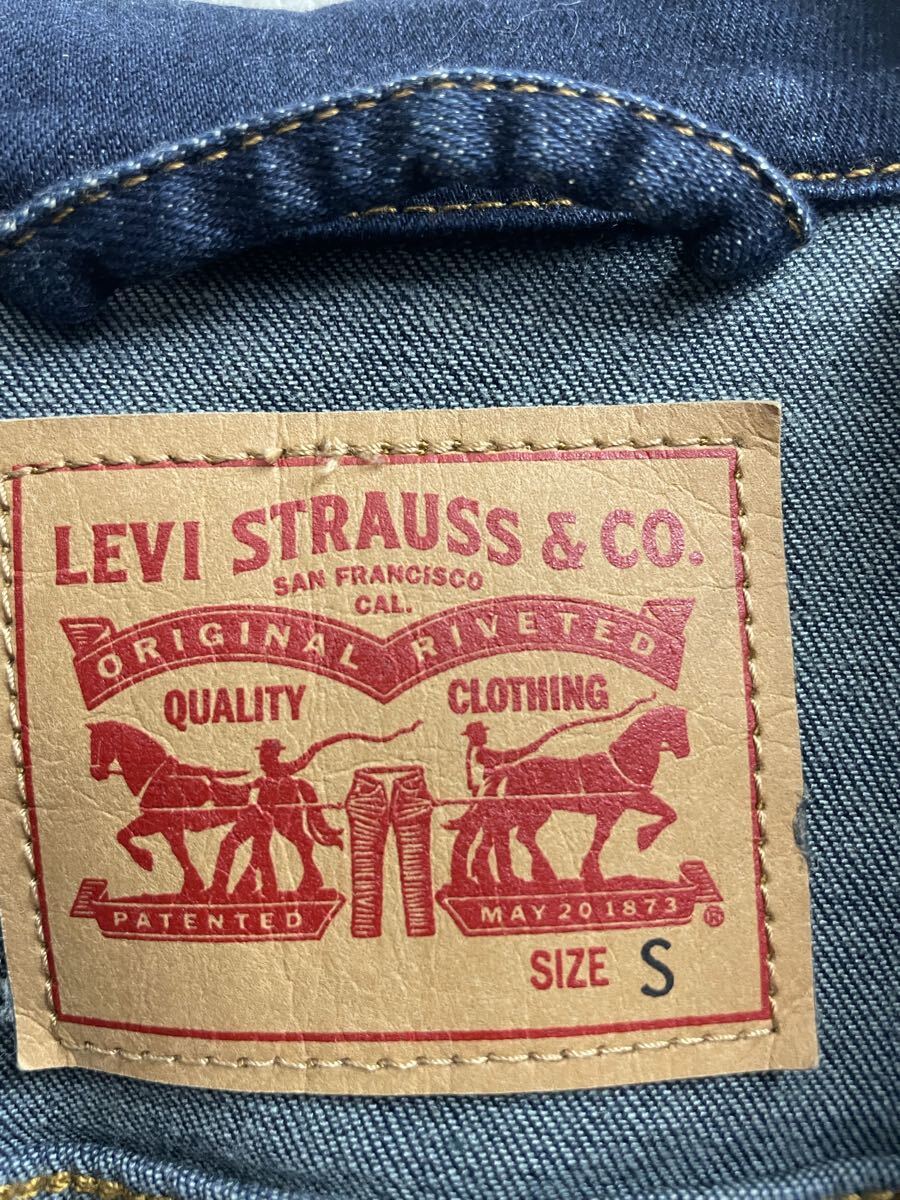 LEVI STRAUSS & CO.
SAN FRANCISCO
CAL.
ORIGINAL RIVETED
QUALITY CLOTHING
PATENTED MAY 20 1873 ®
SIZE S